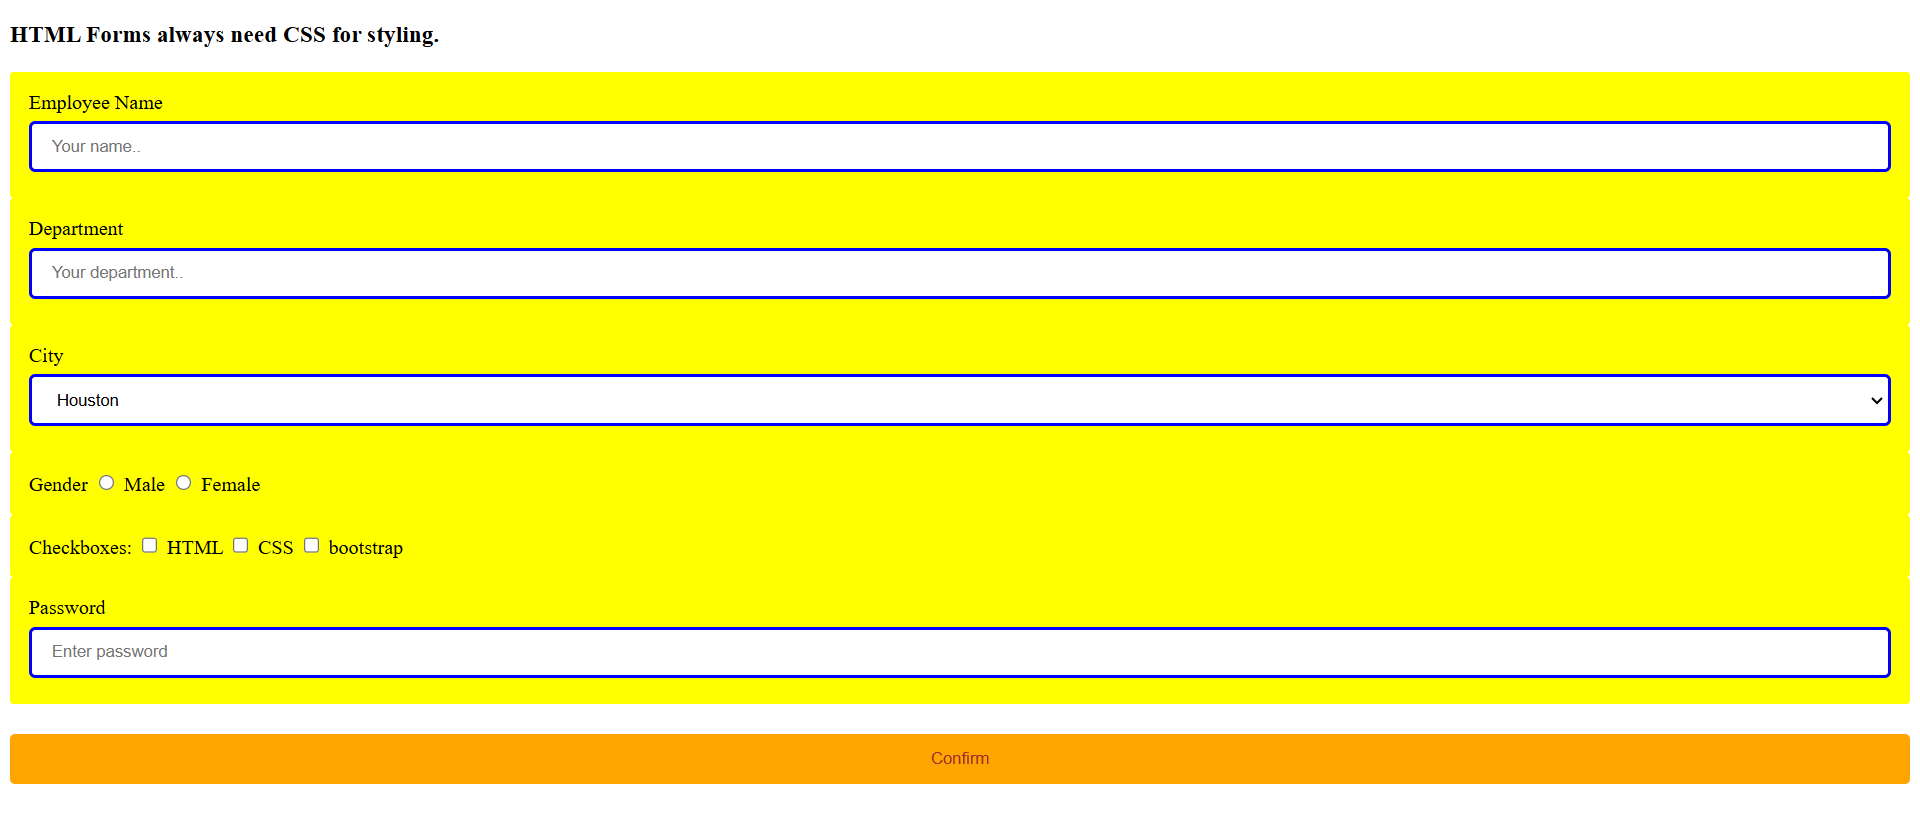 HTML Forms always need CSS for styling.
Employee Name
Your name..
Department
Your department..
City
Houston
Gender Male Female
Checkboxes: HTML CSS bootstrap
Password
Enter password
Confirm